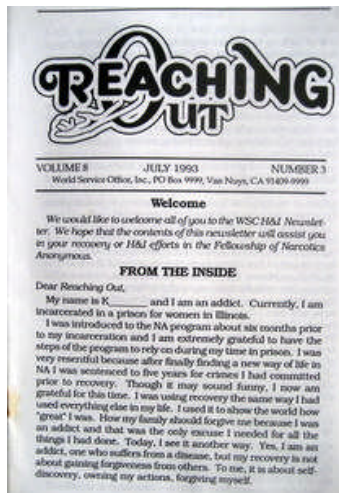 REACHING
OUT
VOLUME 8 JULY 1993 NUMBER 3
World Service Office, Inc., PO Box 9999, Van Nuys, CA 91409-9999
Welcome
We would like to welcome all of you to the WSC H&I Newslet-
ter. We hope that the contents of this newsletter will assist you
in your recovery or H&I efforts in the Fellowship of Narcotics
Anonymous.
FROM THE INSIDE
Dear Reaching Out,
My name is K______ and I am an addict. Currently, I am
incarcerated in a prison for women in Illinois.
I was introduced to the NA program about six months prior
to my incarceration and I am extremely grateful to have the
steps of the program to rely on during my time in prison. I was
very resentful because after finally finding a new way of life in
NA I was sentenced to five years for crimes I had committed
prior to recovery. Though it may sound funny, I now am
grateful for this time. I was using recovery the same way I had
used everything else in my life. I used it to show the world how
"great" I was. How my family should forgive me because I was
an addict and that was the only excuse I needed for all the
things I had done. Today, I see it another way. Yes, I am an
addict, one who suffers from a disease, but my recovery is not
about gaining forgiveness from others. To me, it is about self-
discovery, owning my actions, forgiving myself.